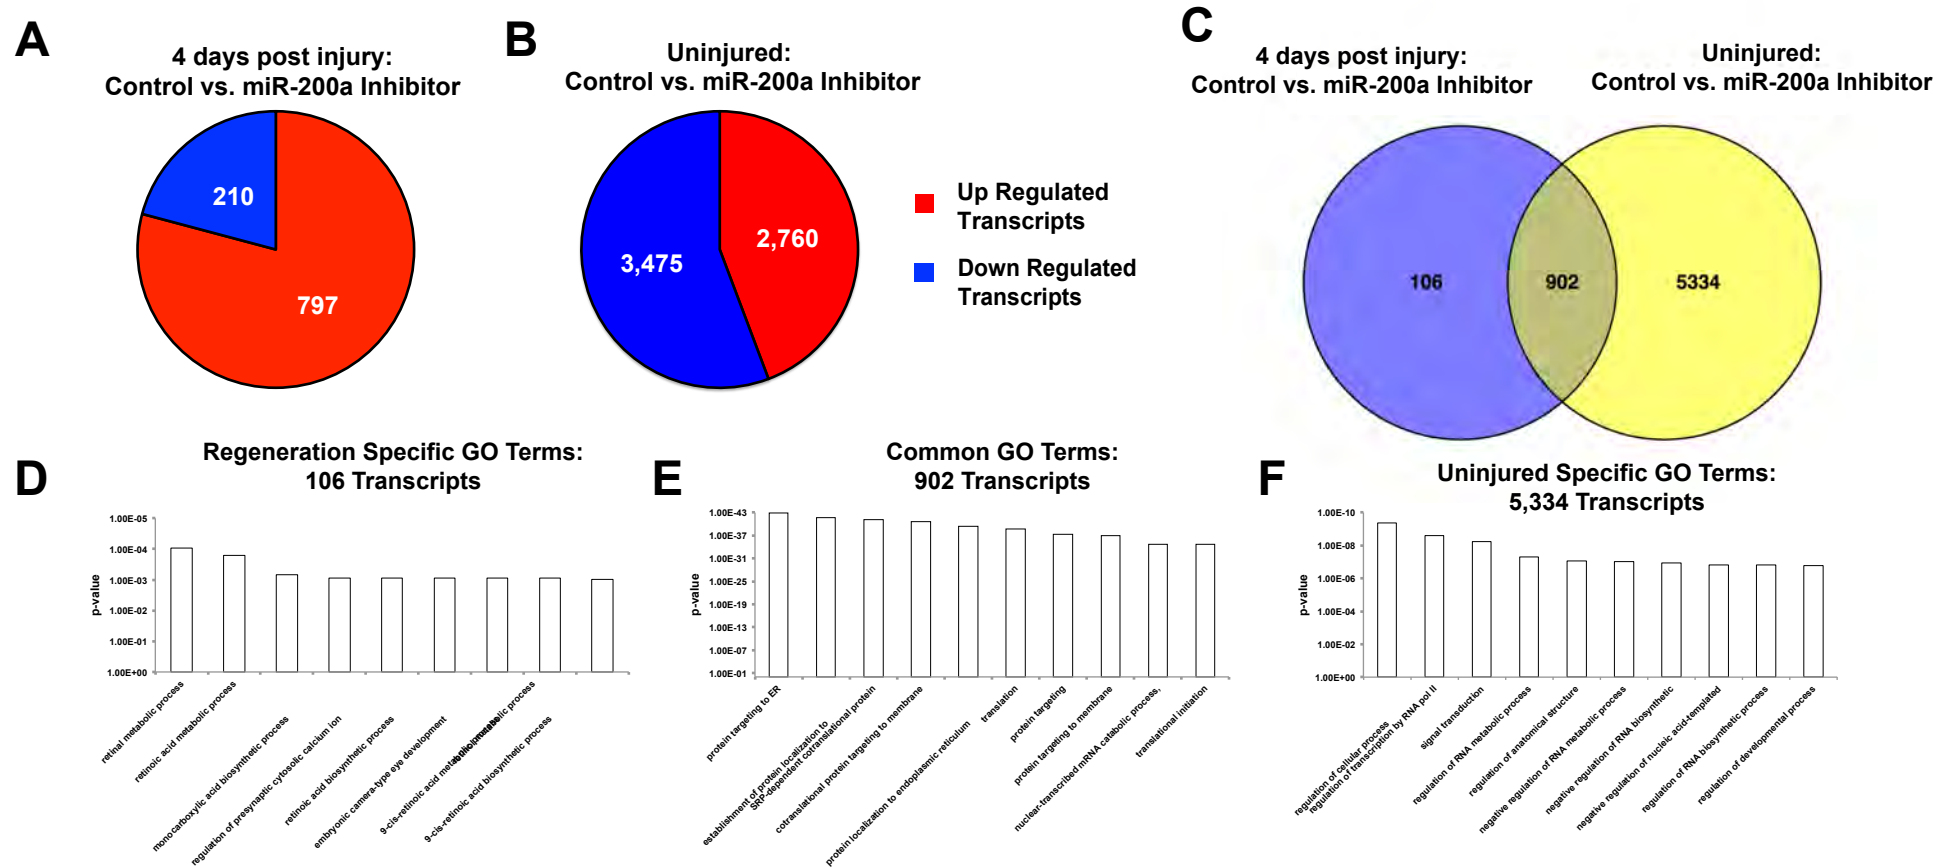 A
4 days post injury:
Control vs. miR-200a Inhibitor
210
797
B
Uninjured:
Control vs. miR-200a Inhibitor
3,475
2,760
Up Regulated
Transcripts
Down Regulated
Transcripts
C
4 days post injury:
Control vs. miR-200a Inhibitor
Uninjured:
Control vs. miR-200a Inhibitor
106
902
5334
D
Regeneration Specific GO Terms:
106 Transcripts
p-value
1.00E-05
1.00E-04
1.00E-03
1.00E-02
1.00E-01
1.00E+00
retinal metabolic process
retinoic acid metabolic process
monocarboxylic acid biosynthetic process
regulation of presynaptic cytosolic calcium ion
retinoic acid biosynthetic process
embryonic camera-type eye development
9-cis-retinoic acid metabolic process
9-cis-retinoic acid biosynthetic process
E
Common GO Terms:
902 Transcripts
p-value
1.00E-43
1.00E-37
1.00E-31
1.00E-25
1.00E-19
1.00E-13
1.00E-07
1.00E-01
protein targeting to ER
establishment of protein localization to
SRP-dependent cotranslational protein
cotranslational protein targeting to membrane
protein localization to endoplasmic reticulum
translation
protein targeting
protein targeting to membrane
nuclear-transcribed mRNA catabolic process,
translational initiation
F
Uninjured Specific GO Terms:
5,334 Transcripts
p-value
1.00E-10
1.00E-08
1.00E-06
1.00E-04
1.00E-02
1.00E+00
regulation of cellular process
regulation of transcription by RNA pol II
signal transduction
regulation of RNA metabolic process
regulation of anatomical structure
negative regulation of RNA metabolic process
negative regulation of RNA biosynthetic
negative regulation of nucleic acid-templated
regulation of RNA biosynthetic process
regulation of developmental process